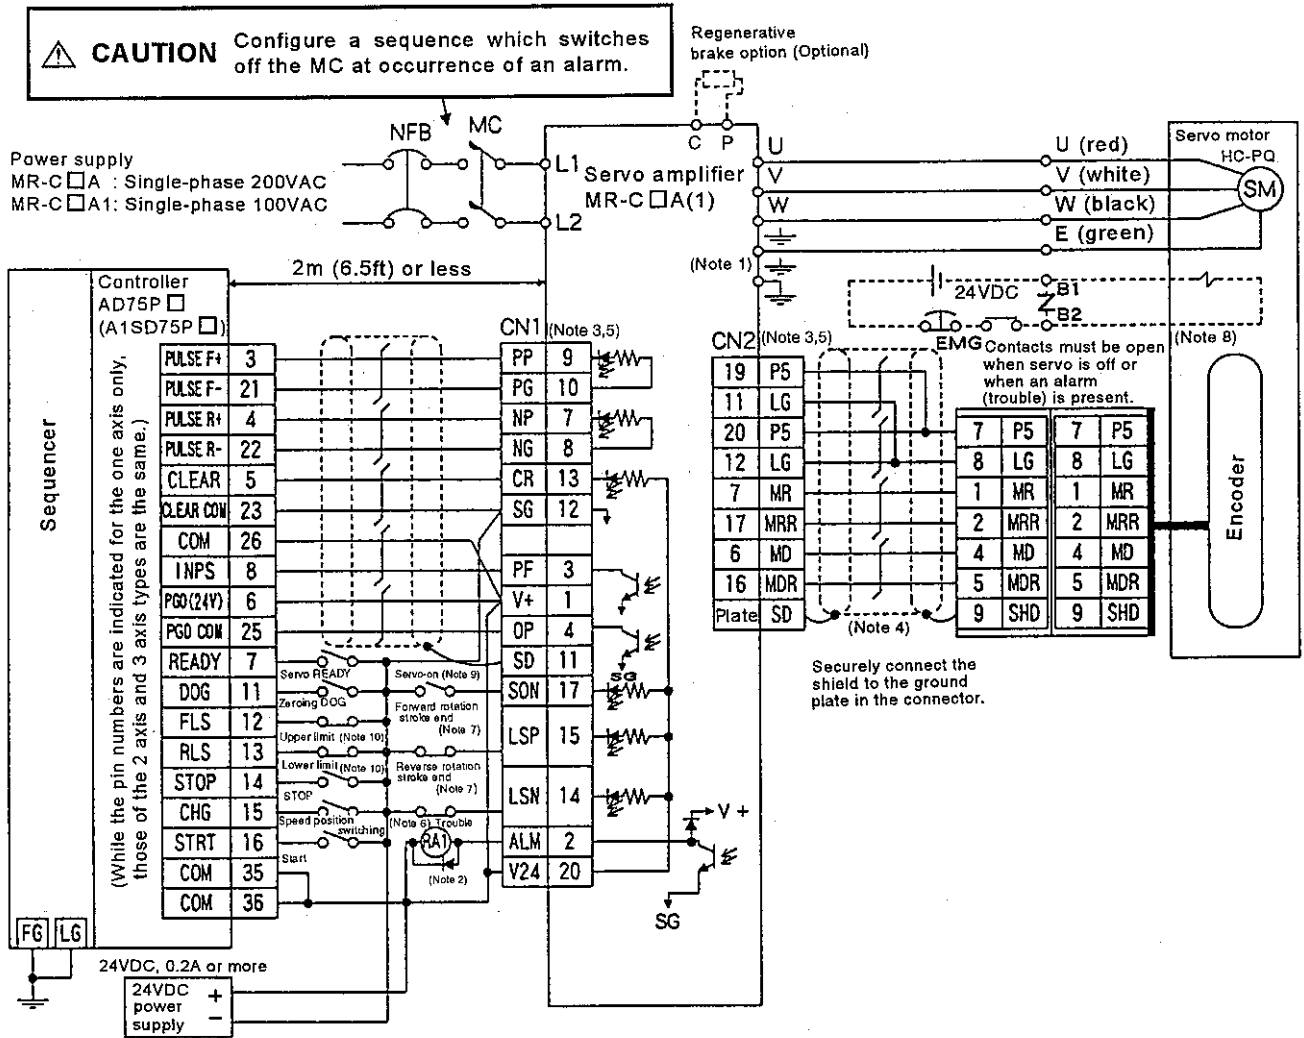 CAUTION Configure a sequence which switches
off the MC at occurrence of an alarm.
Regenerative
brake option (Optional)
NFB MC
C P
Power supply
MR-C□A : Single-phase 200VAC
MR-C□A1: Single-phase 100VAC
L1
L2
Servo amplifier
MR-C□A(1)
U
V
W
U (red)
V (white)
W (black)
E (green)
Servo motor
HC-PQ
SM
(Note 1)
2m (6.5ft) or less
Controller
AD75P□
(A1SD75P□)
Sequencer
(While the pin numbers are indicated for the one axis only,
those of the 2 axis and 3 axis types are the same.)
PULSE F+ 3
PULSE F- 21
PULSE R+ 4
PULSE R- 22
CLEAR 5
CLEAR COM 23
COM 26
INPS 8
PGO(24V) 6
PGO COM 25
READY 7
DOG 11
FLS 12
RLS 13
STOP 14
CHG 15
STRT 16
COM 35
COM 36
Servo READY
Zeroing DOG
Upper limit (Note 10)
Lower limit (Note 10)
STOP
Speed position
switching
Start
Servo-on (Note 9)
Forward rotation
stroke end
(Note 7)
Reverse rotation
stroke end
(Note 7)
(Note 6) Trouble
RA1
(Note 2)
CN1 (Note 3,5)
PP 9
PG 10
NP 7
NG 8
CR 13
SG 12
PF 3
V+ 1
OP 4
SD 11
SON 17
LSP 15
LSN 14
ALM 2
V24 20
SG
V +
SG
24VDC
B1
B2
EMG
Contacts must be open
when servo is off or
when an alarm
(trouble) is present.
(Note 8)
CN2 (Note 3,5)
19 P5
11 LG
20 P5
12 LG
7 MR
17 MRR
6 MD
16 MDR
Plate SD
(Note 4)
7 P5 7 P5
8 LG 8 LG
1 MR 1 MR
2 MRR 2 MRR
4 MD 4 MD
5 MDR 5 MDR
9 SHD 9 SHD
Encoder
Securely connect the
shield to the ground
plate in the connector.
FG LG
24VDC, 0.2A or more
24VDC +
power
supply −